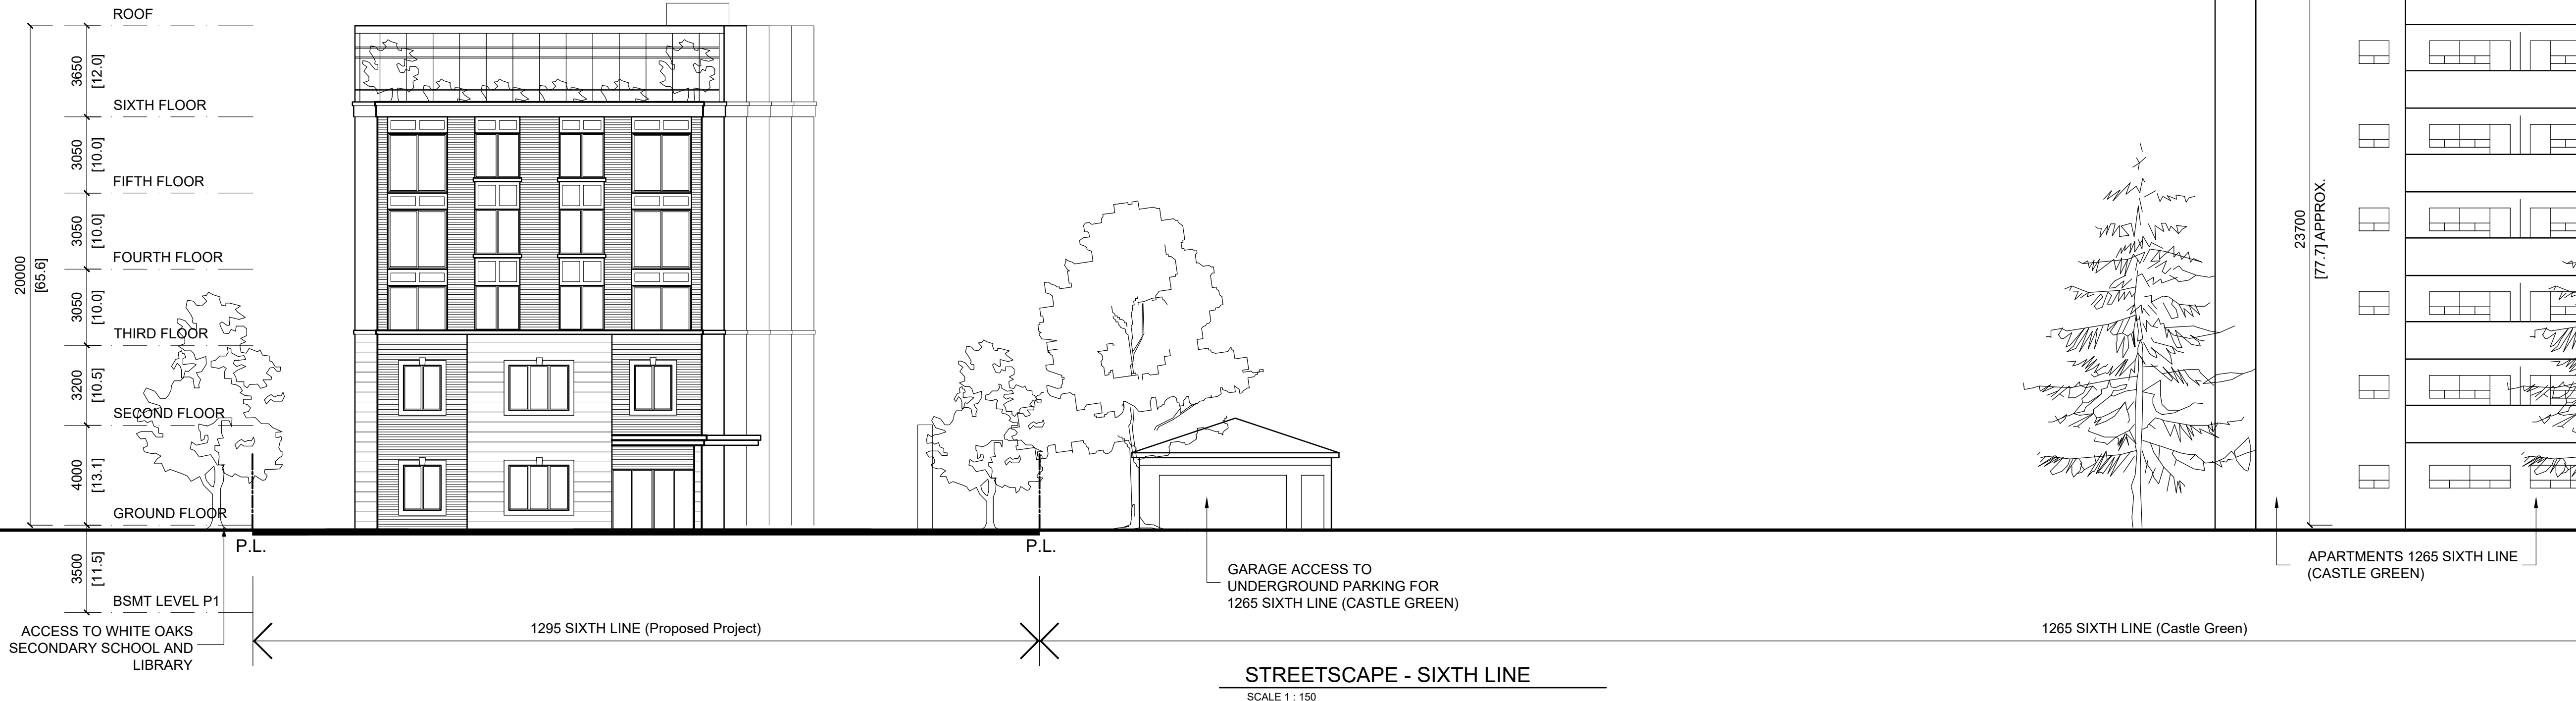 ROOF
3650
[12.0]
SIXTH FLOOR
3050
[10.0]
FIFTH FLOOR
3050
[10.0]
FOURTH FLOOR
3050
[10.0]
THIRD FLOOR
3200
[10.5]
SECOND FLOOR
4000
[13.1]
GROUND FLOOR
3500
[11.5]
BSMT LEVEL P1
20000
[65.6]
23700
[77.7] APPROX.
P.L.
P.L.
ACCESS TO WHITE OAKS
SECONDARY SCHOOL AND
LIBRARY
GARAGE ACCESS TO
UNDERGROUND PARKING FOR
1265 SIXTH LINE (CASTLE GREEN)
APARTMENTS 1265 SIXTH LINE
(CASTLE GREEN)
1295 SIXTH LINE (Proposed Project)
1265 SIXTH LINE (Castle Green)
STREETSCAPE - SIXTH LINE
SCALE 1 : 150